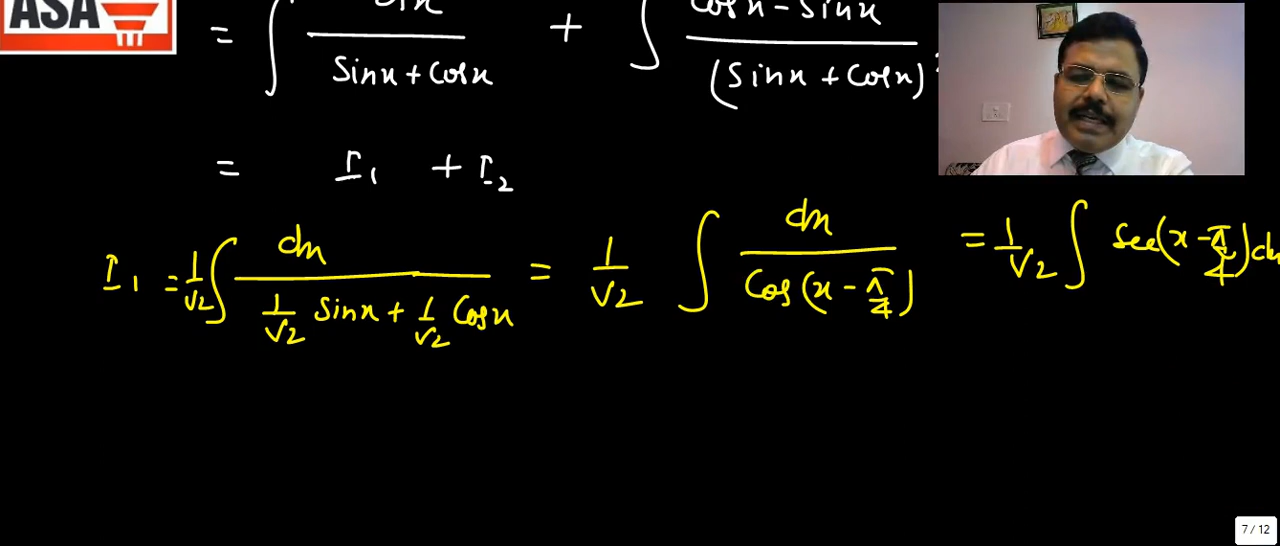 ASA
= ∫ dx / (Sinx + Cosx) + ∫ Cosx - Sinx / (Sinx + Cosx)
= I₁ + I₂
I₁ = 1/√2 ∫ dx / (1/√2 Sinx + 1/√2 Cosx) = 1/√2 ∫ dx / Cos(x - π/4) = 1/√2 ∫ Sec(x - π/4) dx
7 / 12